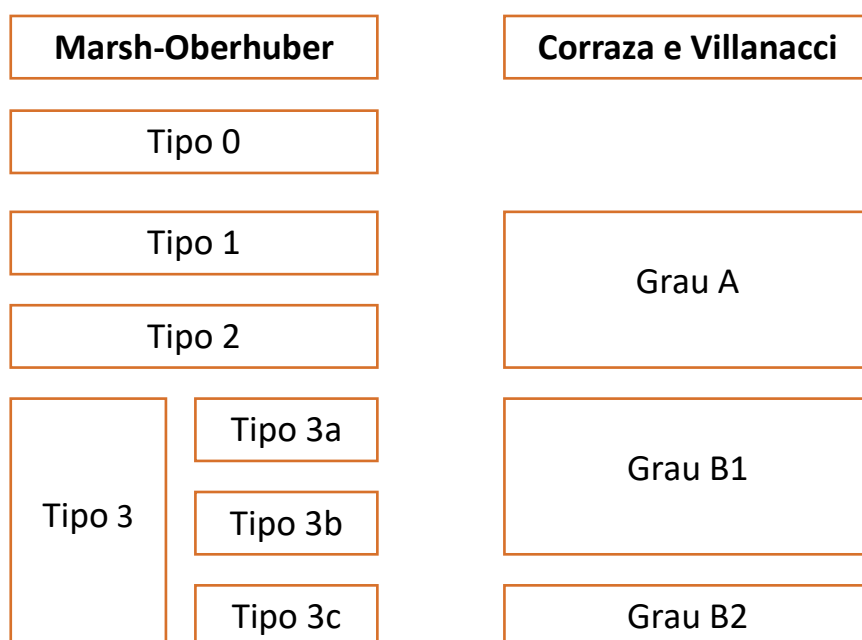 Marsh-Oberhuber
Corraza e Villanacci
Tipo 0
Tipo 1
Grau A
Tipo 2
Tipo 3
Tipo 3a
Grau B1
Tipo 3b
Tipo 3c
Grau B2